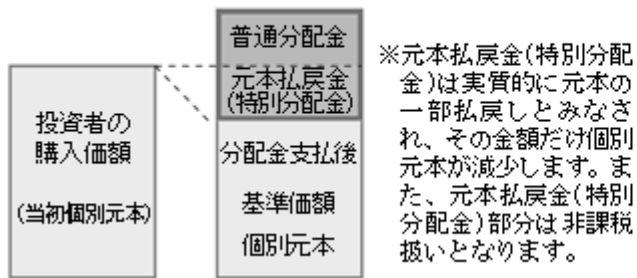 投資者の
購入価額
(当初個別元本)
普通分配金
元本払戻金
(特別分配金)
分配金支払後
基準価額
個別元本
※元本払戻金(特別分配
金)は実質的に元本の
一部払戻しとみなさ
れ、その金額だけ個別
元本が減少します。ま
た、元本払戻金(特別
分配金)部分は非課税
扱いとなります。